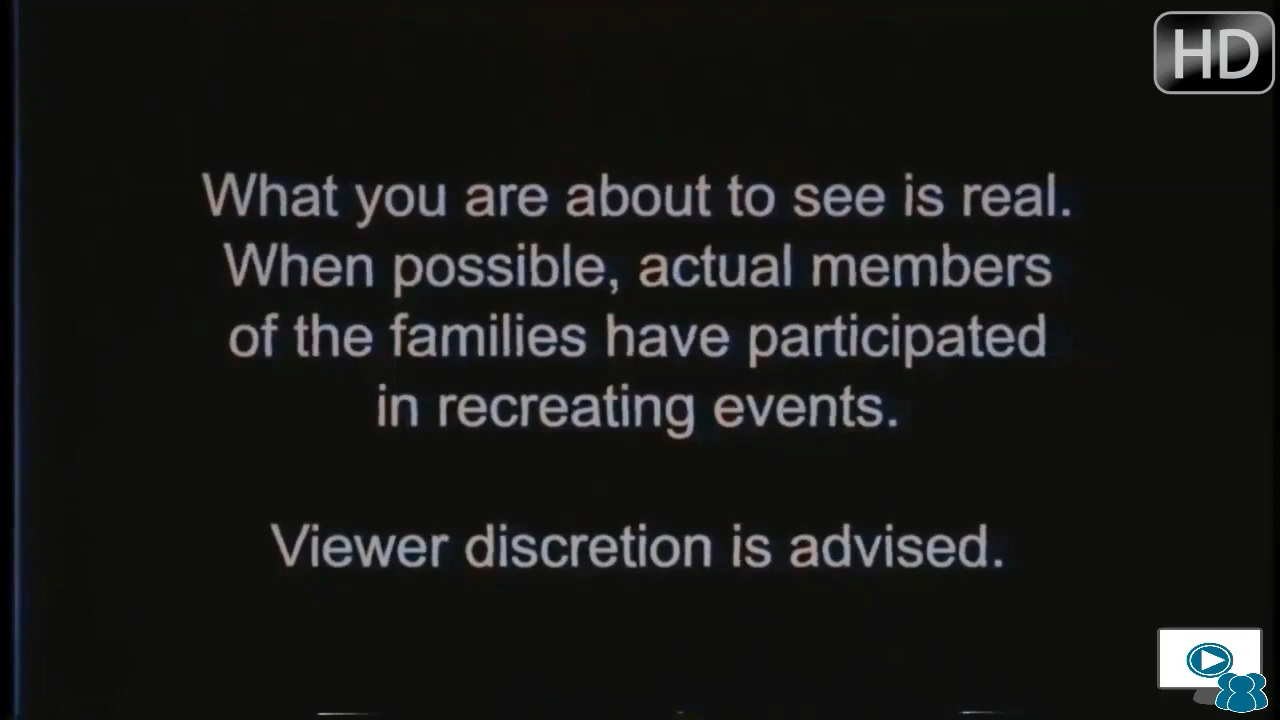 HD
What you are about to see is real.
When possible, actual members
of the families have participated
in recreating events.
Viewer discretion is advised.